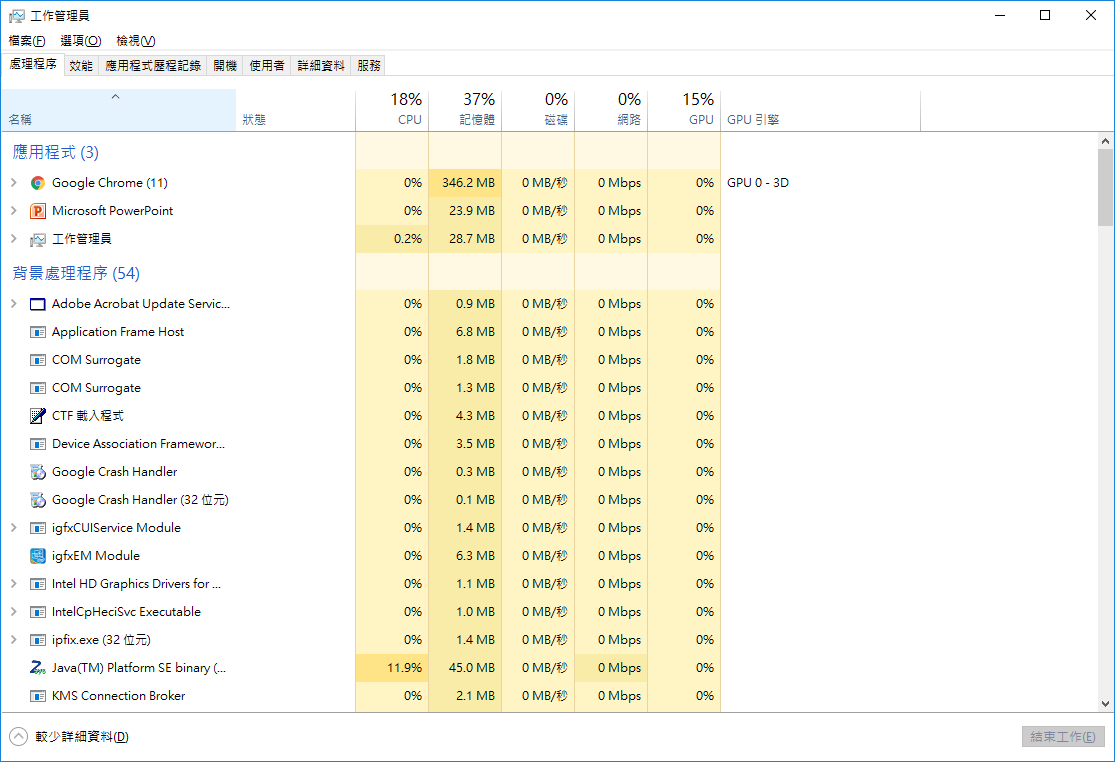 工作管理員
檔案(F) 選項(O) 檢視(V)
處理程序 效能 應用程式歷程記錄 開機 使用者 詳細資料 服務
18% 37% 0% 0% 15%
名稱 狀態 CPU 記憶體 磁碟 網路 GPU GPU 引擎
應用程式 (3)
Google Chrome (11) 0% 346.2 MB 0 MB/秒 0 Mbps 0% GPU 0 - 3D
Microsoft PowerPoint 0% 23.9 MB 0 MB/秒 0 Mbps 0%
工作管理員 0.2% 28.7 MB 0 MB/秒 0 Mbps 0%
背景處理程序 (54)
Adobe Acrobat Update Servic... 0% 0.9 MB 0 MB/秒 0 Mbps 0%
Application Frame Host 0% 6.8 MB 0 MB/秒 0 Mbps 0%
COM Surrogate 0% 1.8 MB 0 MB/秒 0 Mbps 0%
COM Surrogate 0% 1.3 MB 0 MB/秒 0 Mbps 0%
CTF 載入程式 0% 4.3 MB 0 MB/秒 0 Mbps 0%
Device Association Framewor... 0% 3.5 MB 0 MB/秒 0 Mbps 0%
Google Crash Handler 0% 0.3 MB 0 MB/秒 0 Mbps 0%
Google Crash Handler (32 位元) 0% 0.1 MB 0 MB/秒 0 Mbps 0%
igfxCUIService Module 0% 1.4 MB 0 MB/秒 0 Mbps 0%
igfxEM Module 0% 6.3 MB 0 MB/秒 0 Mbps 0%
Intel HD Graphics Drivers for ... 0% 1.1 MB 0 MB/秒 0 Mbps 0%
IntelCpHeciSvc Executable 0% 1.0 MB 0 MB/秒 0 Mbps 0%
ipfix.exe (32 位元) 0% 1.4 MB 0 MB/秒 0 Mbps 0%
Java(TM) Platform SE binary (... 11.9% 45.0 MB 0 MB/秒 0 Mbps 0%
KMS Connection Broker 0% 2.1 MB 0 MB/秒 0 Mbps 0%
較少詳細資料(D) 結束工作(E)